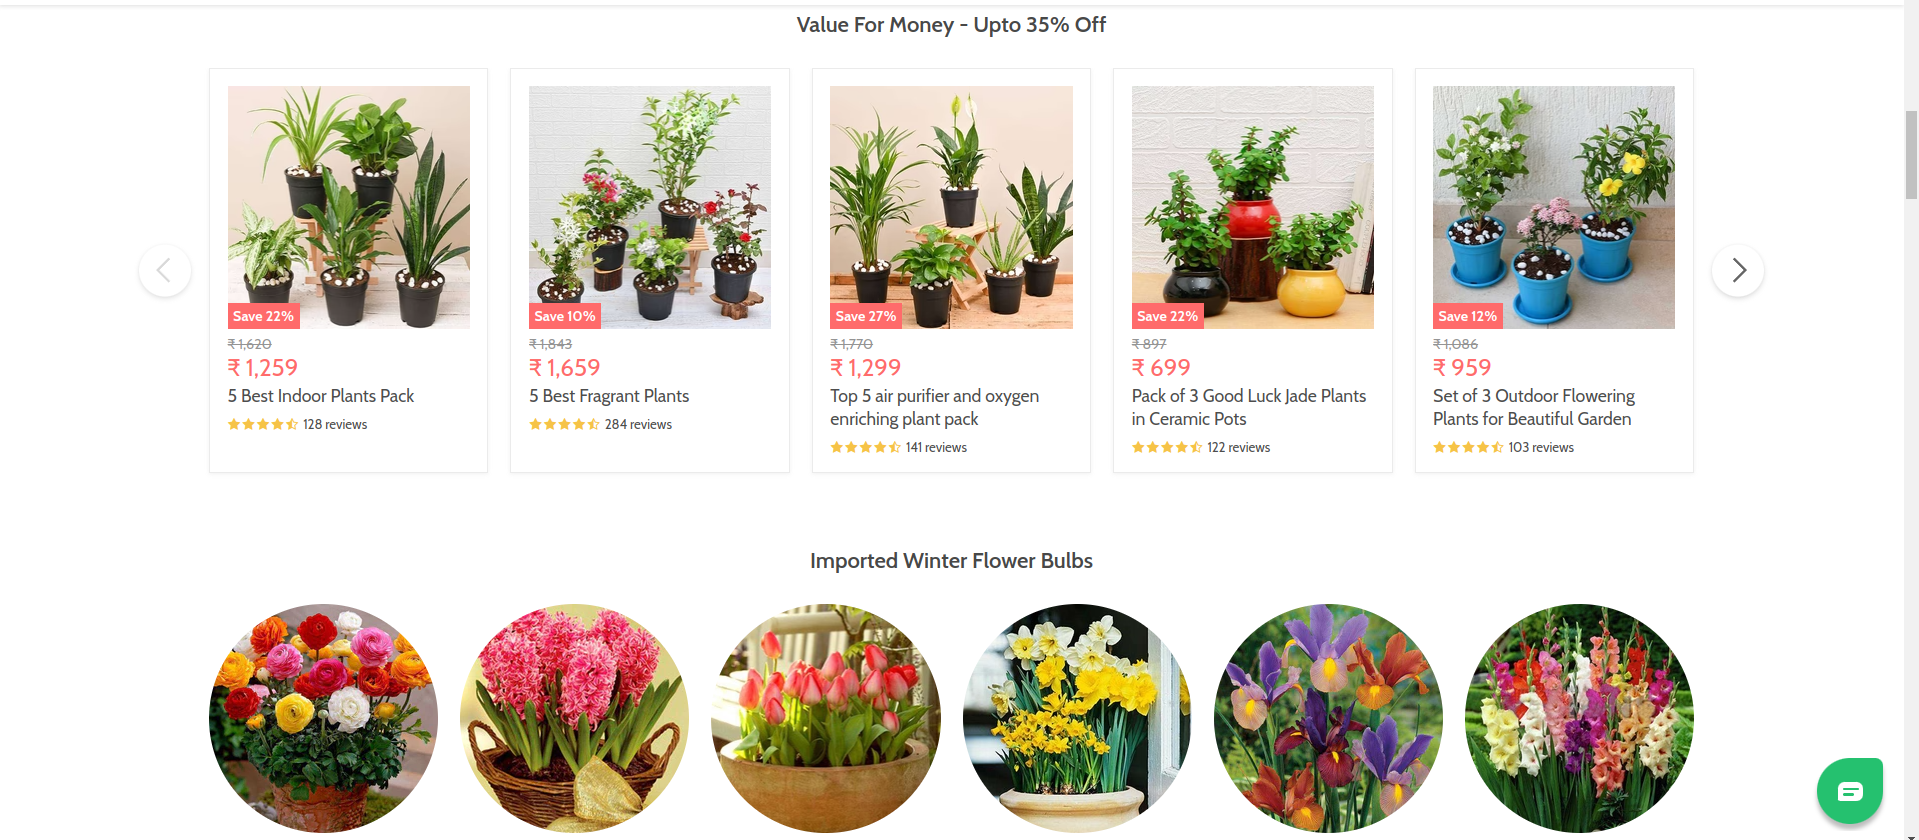 Value For Money - Upto 35% Off
Save 22%
₹ 1,620
₹ 1,259
5 Best Indoor Plants Pack
128 reviews
Save 10%
₹ 1,843
₹ 1,659
5 Best Fragrant Plants
284 reviews
Save 27%
₹ 1,770
₹ 1,299
Top 5 air purifier and oxygen
enriching plant pack
141 reviews
Save 22%
₹ 897
₹ 699
Pack of 3 Good Luck Jade Plants
in Ceramic Pots
122 reviews
Save 12%
₹ 1,086
₹ 959
Set of 3 Outdoor Flowering
Plants for Beautiful Garden
103 reviews
Imported Winter Flower Bulbs